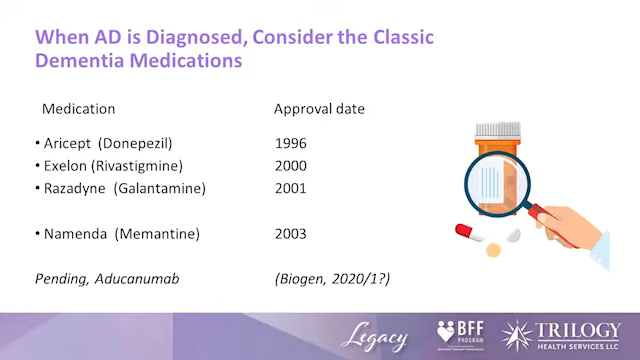 When AD is Diagnosed, Consider the Classic
Dementia Medications
Medication Approval date
• Aricept (Donepezil) 1996
• Exelon (Rivastigmine) 2000
• Razadyne (Galantamine) 2001
• Namenda (Memantine) 2003
Pending, Aducanumab (Biogen, 2020/1?)
Legacy
BFF
PROGRAM
TRILOGY
HEALTH SERVICES LLC